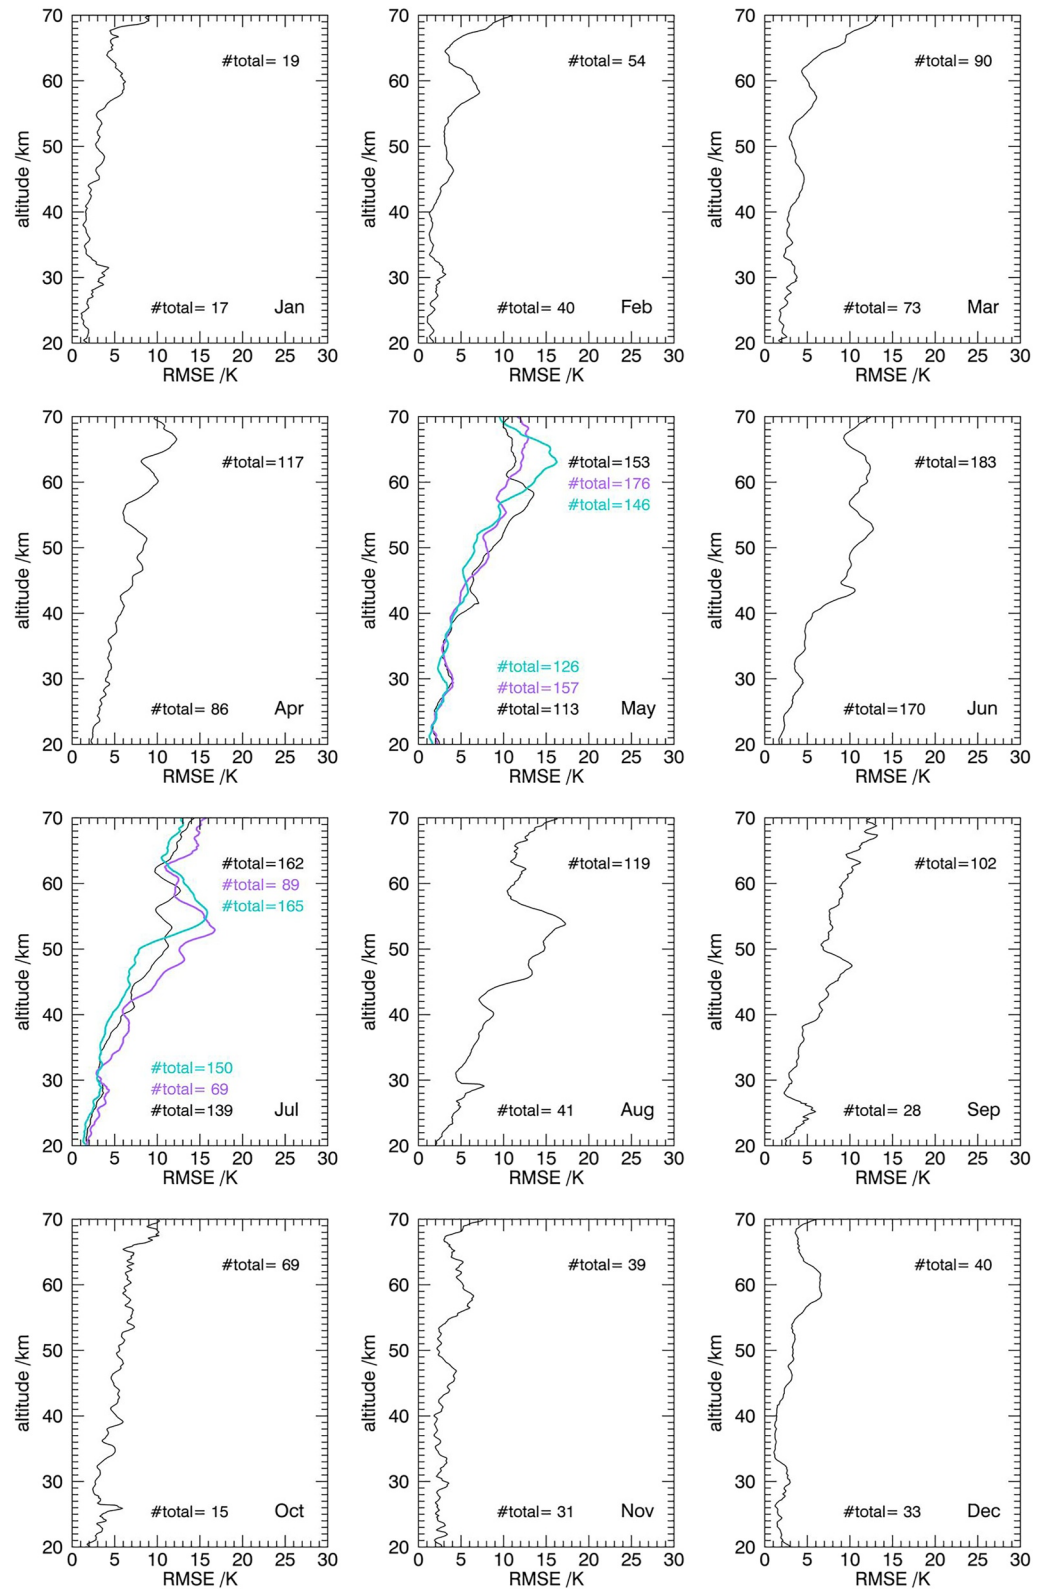 70
60
50
40
30
20
altitude /km
#total= 19
#total= 17 Jan
0 5 10 15 20 25 30
RMSE /K
70
60
50
40
30
20
altitude /km
#total= 54
#total= 40 Feb
0 5 10 15 20 25 30
RMSE /K
70
60
50
40
30
20
altitude /km
#total= 90
#total= 73 Mar
0 5 10 15 20 25 30
RMSE /K
70
60
50
40
30
20
altitude /km
#total=117
#total= 86 Apr
0 5 10 15 20 25 30
RMSE /K
70
60
50
40
30
20
altitude /km
#total=153
#total=176
#total=146
#total=126
#total=157
#total=113 May
0 5 10 15 20 25 30
RMSE /K
70
60
50
40
30
20
altitude /km
#total=183
#total=170 Jun
0 5 10 15 20 25 30
RMSE /K
70
60
50
40
30
20
altitude /km
#total=162
#total= 89
#total=165
#total=150
#total= 69
#total=139 Jul
0 5 10 15 20 25 30
RMSE /K
70
60
50
40
30
20
altitude /km
#total=119
#total= 41 Aug
0 5 10 15 20 25 30
RMSE /K
70
60
50
40
30
20
altitude /km
#total=102
#total= 28 Sep
0 5 10 15 20 25 30
RMSE /K
70
60
50
40
30
20
altitude /km
#total= 69
#total= 15 Oct
0 5 10 15 20 25 30
RMSE /K
70
60
50
40
30
20
altitude /km
#total= 39
#total= 31 Nov
0 5 10 15 20 25 30
RMSE /K
70
60
50
40
30
20
altitude /km
#total= 40
#total= 33 Dec
0 5 10 15 20 25 30
RMSE /K